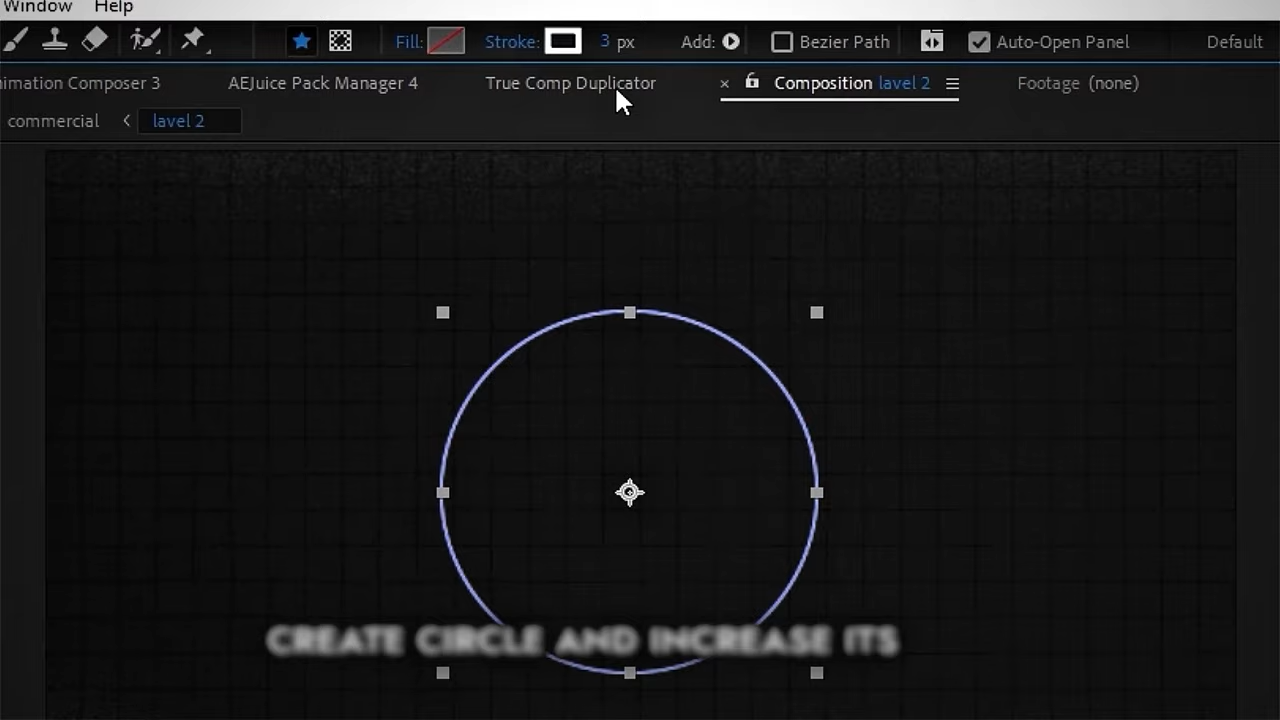 Window Help
Fill: Stroke: 3 px Add: Bezier Path Auto-Open Panel Default
nimation Composer 3 AEJuice Pack Manager 4 True Comp Duplicator × Composition lavel 2 Footage (none)
commercial < lavel 2
CREATE CIRCLE AND INCREASE ITS